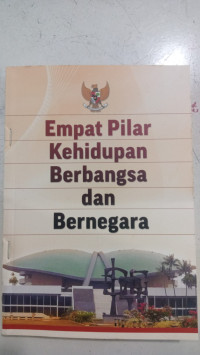 Empat Pilar
Kehidupan
Berbangsa
dan
Bernegara